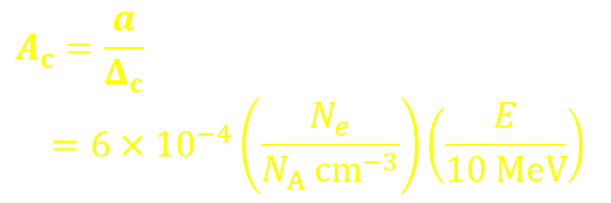 A_c = a/Δ_c
= 6 × 10^−4 (N_e / N_A cm^−3) (E / 10 MeV)